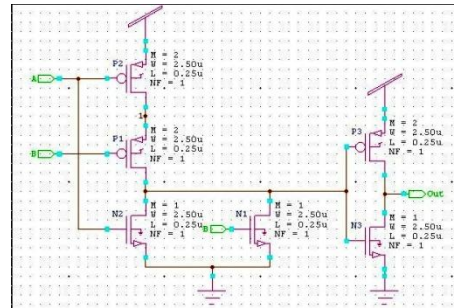 P2
M = 2
W = 2.50u
L = 0.25u
NF = 1
A
1
P1
M = 2
W = 2.50u
L = 0.25u
NF = 1
B
P3
M = 2
W = 2.50u
L = 0.25u
NF = 1
Out
N2
M = 1
W = 2.50u
L = 0.25u
NF = 1
B
N1
M = 1
W = 2.50u
L = 0.25u
NF = 1
N3
M = 1
W = 2.50u
L = 0.25u
NF = 1